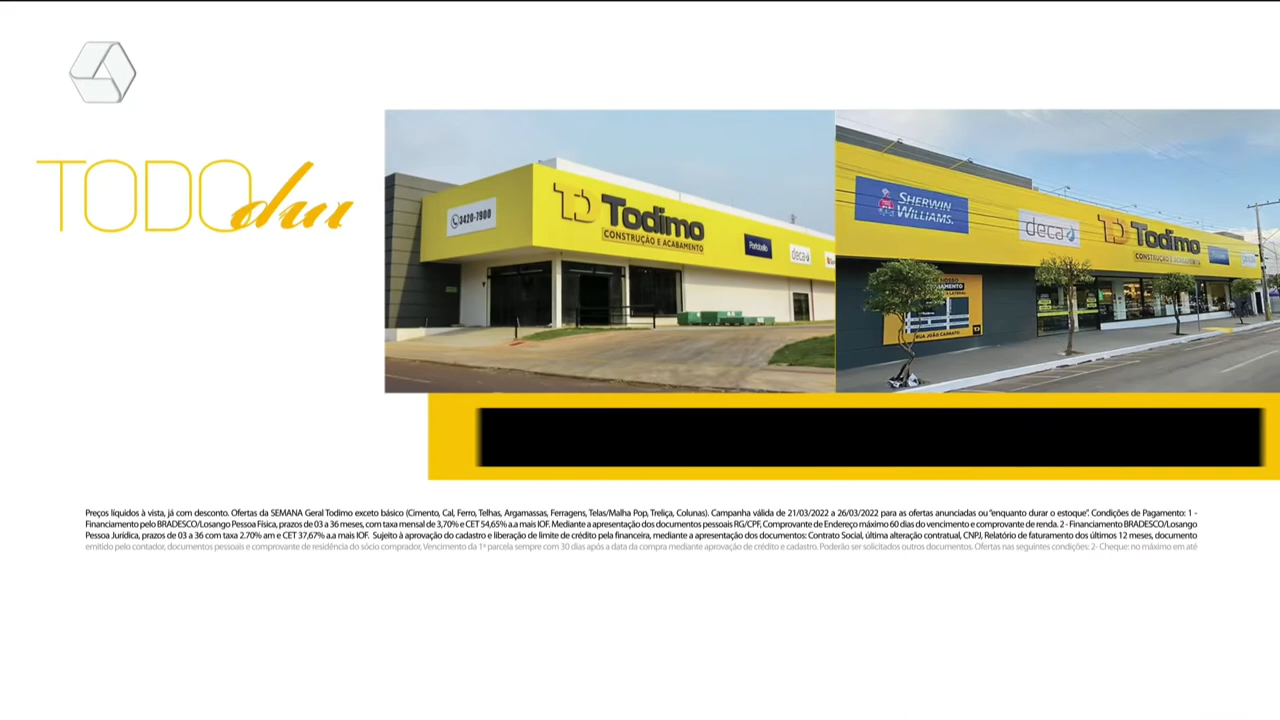 TODO dur
3420-7900
TD Todimo
CONSTRUÇÃO E ACABAMENTO
Portobello
deca
SHERWIN
WILLIAMS.
deca
TD Todimo
CONSTRUÇÃO E ACABAMENTO
RUA JOÃO CARRATO
Preços líquidos à vista, já com desconto. Ofertas da SEMANA Geral Todimo exceto básico (Cimento, Cal, Ferro, Telhas, Argamassas, Ferragens, Telas/Malha Pop, Treliça, Colunas). Campanha válida de 21/03/2022 a 26/03/2022 para as ofertas anunciadas ou "enquanto durar o estoque". Condições de Pagamento: 1 -
Financiamento pelo BRADESCO/Losango Pessoa Física, prazos de 03 a 36 meses, com taxa mensal de 3,70% e CET 54,65% a.a mais IOF. Mediante a apresentação dos documentos pessoais RG/CPF, Comprovante de Endereço máximo 60 dias do vencimento e comprovante de renda. 2 - Financiamento BRADESCO/Losango
Pessoa Jurídica, prazos de 03 a 36 com taxa 2.70% am e CET 37,67% a.a mais IOF. Sujeito à aprovação do cadastro e liberação de limite de crédito pela financeira, mediante a apresentação dos documentos: Contrato Social, última alteração contratual, CNPJ, Relatório de faturamento dos últimos 12 meses, documento
emitido pelo contador, documentos pessoais e comprovante de residência do sócio comprador, Vencimento da 1ª parcela sempre com 30 dias após a data da compra mediante aprovação de crédito e cadastro. Poderão ser solicitados outros documentos. Ofertas nas seguintes condições: 2- Cheque: no máximo em até